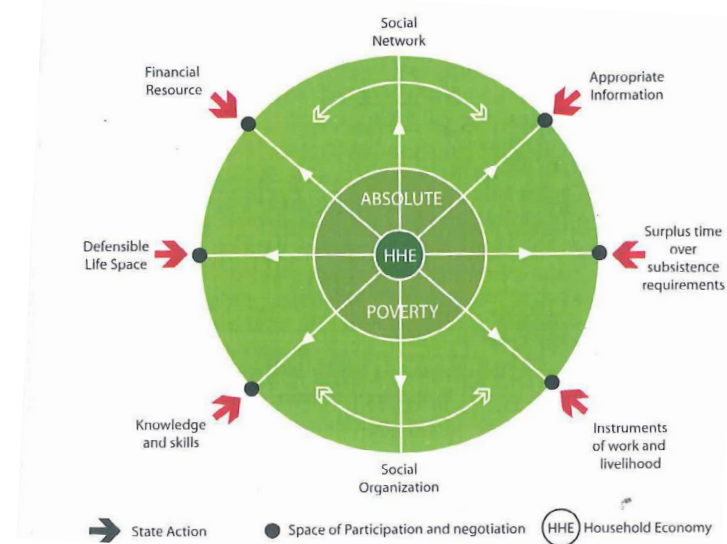 Social
Network
Financial
Resource
Appropriate
Information
ABSOLUTE
Defensible
Life Space
HHE
Surplus time
over
subsistence
requirements
POVERTY
Knowledge
and skills
Instruments
of work and
livelihood
Social
Organization
State Action
Space of Participation and negotiation
HHE Household Economy